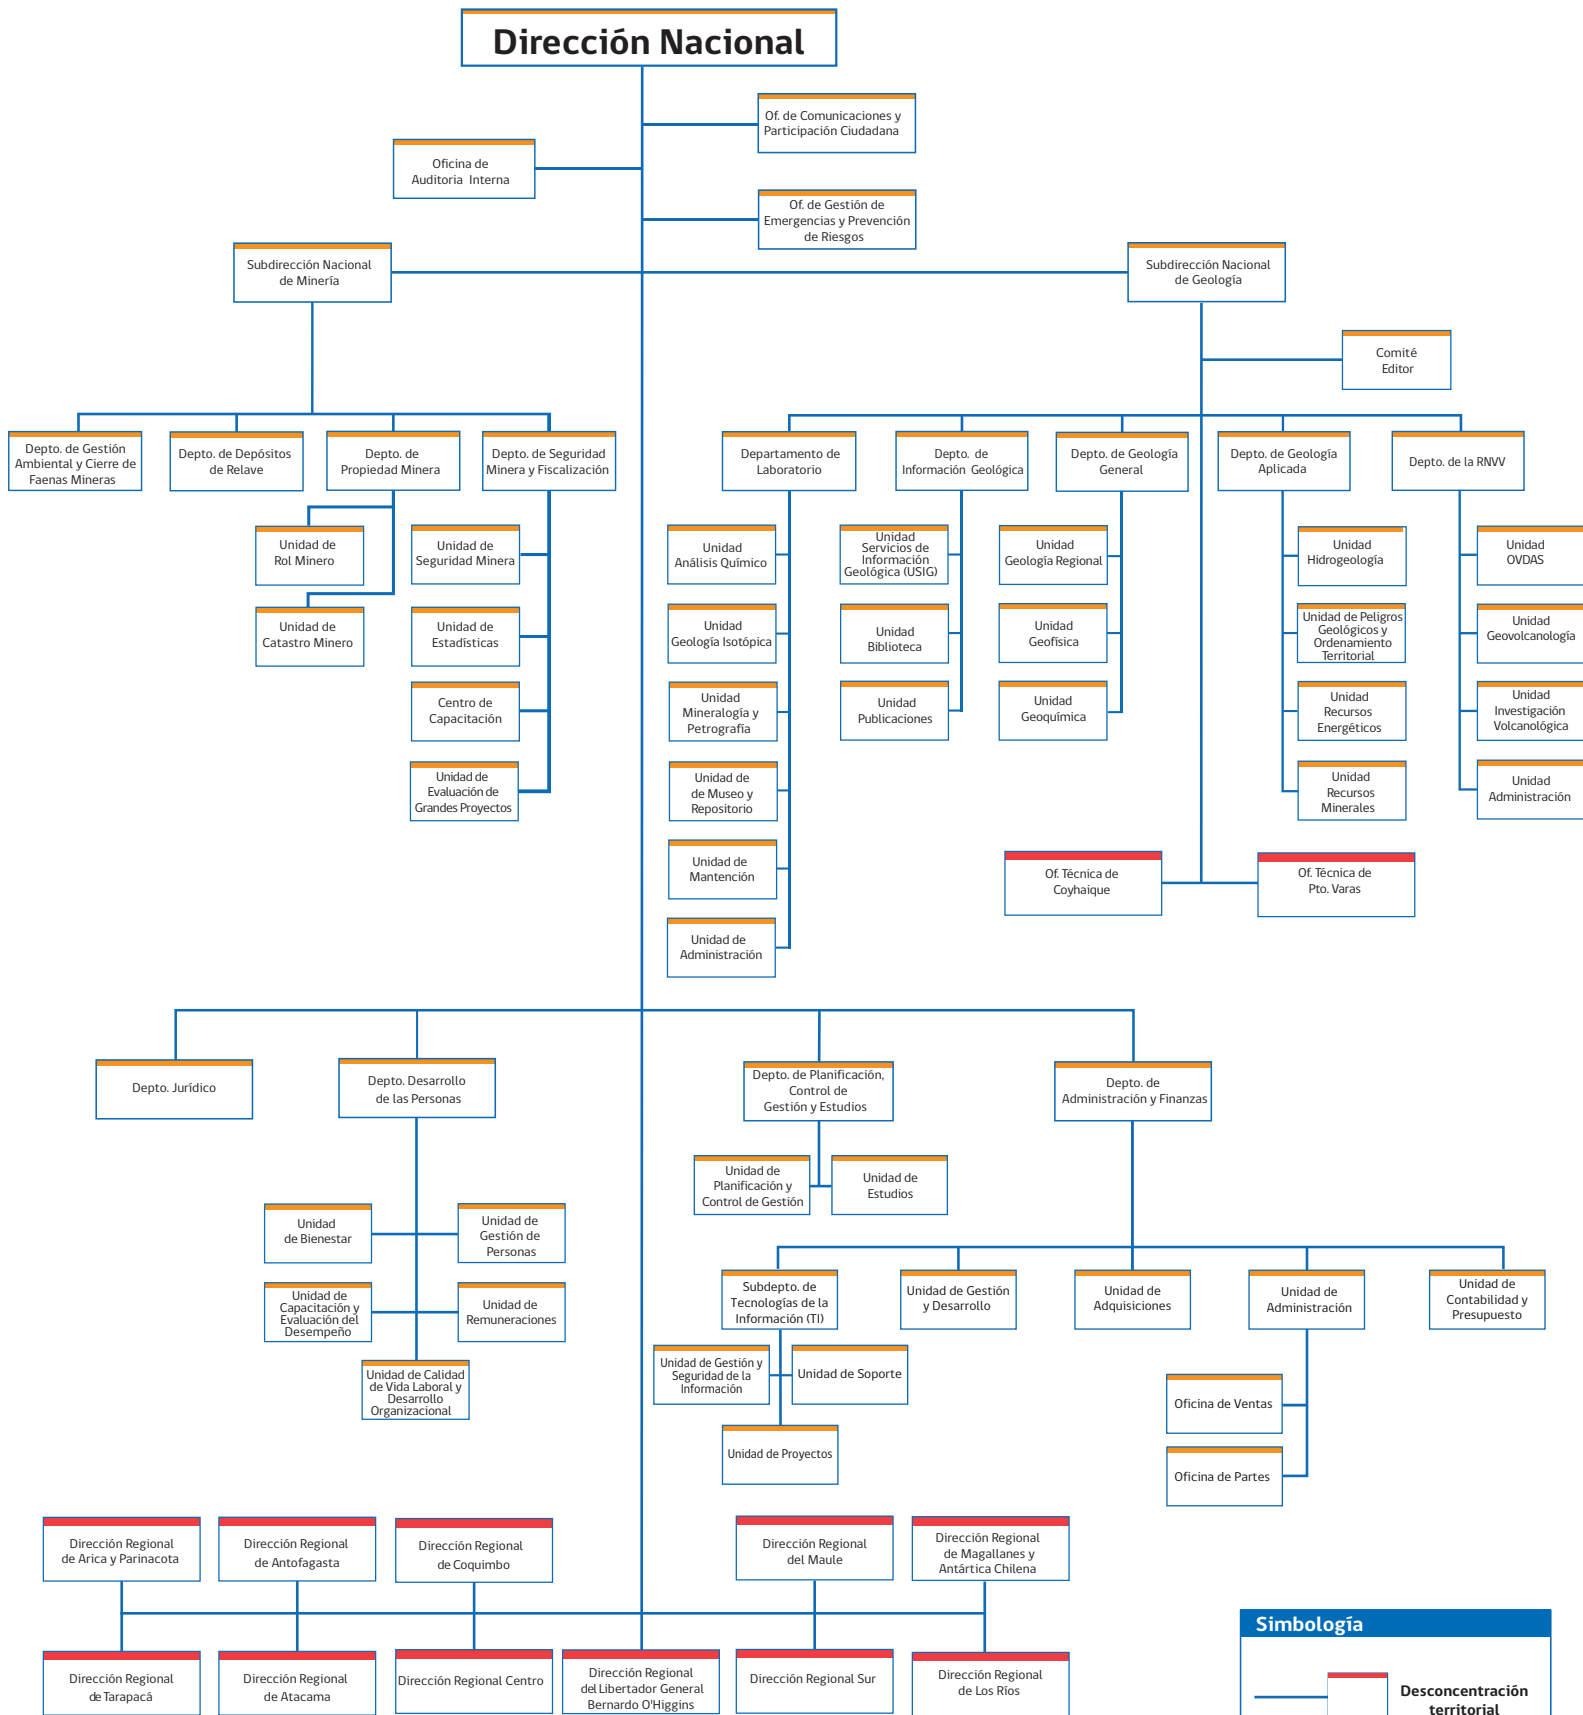 Dirección Nacional
Of. de Comunicaciones y
Participación Ciudadana
Oficina de
Auditoria Interna
Of. de Gestión de
Emergencias y Prevención
de Riesgos
Subdirección Nacional
de Minería
Subdirección Nacional
de Geología
Comité
Editor
Depto. de Gestión
Ambiental y Cierre de
Faenas Mineras
Depto. de Depósitos
de Relave
Depto. de
Propiedad Minera
Depto. de Seguridad
Minera y Fiscalización
Departamento de
Laboratorio
Depto. de
Información Geológica
Depto. de Geología
General
Depto. de Geología
Aplicada
Depto. de la RNVV
Unidad de
Rol Minero
Unidad de
Catastro Minero
Unidad de
Seguridad Minera
Unidad de
Estadísticas
Centro de
Capacitación
Unidad de
Evaluación de
Grandes Proyectos
Unidad
Análisis Químico
Unidad
Geología Isotópica
Unidad
Mineralogía y
Petrografía
Unidad de
de Museo y
Repositorio
Unidad de
Mantención
Unidad de
Administración
Unidad
Servicios de
Información
Geológica (USIG)
Unidad
Biblioteca
Unidad
Publicaciones
Unidad
Geología Regional
Unidad
Geofísica
Unidad
Geoquímica
Unidad
Hidrogeología
Unidad de Peligros
Geológicos y
Ordenamiento
Territorial
Unidad
Recursos
Energéticos
Unidad
Recursos
Minerales
Unidad
OVDAS
Unidad
Geovolcanología
Unidad
Investigación
Volcanológica
Unidad
Administración
Of. Técnica de
Coyhaique
Of. Técnica de
Pto. Varas
Depto. Jurídico
Depto. Desarrollo
de las Personas
Depto. de Planificación,
Control de
Gestión y Estudios
Depto. de
Administración y Finanzas
Unidad
de Bienestar
Unidad de
Gestión de
Personas
Unidad de
Capacitación y
Evaluación del
Desempeño
Unidad de
Remuneraciones
Unidad de Calidad
de Vida Laboral y
Desarrollo
Organizacional
Unidad de
Planificación y
Control de Gestión
Unidad de
Estudios
Subdepto. de
Tecnologías de la
Información (TI)
Unidad de Gestión
y Desarrollo
Unidad de
Adquisiciones
Unidad de
Administración
Unidad de
Contabilidad y
Presupuesto
Unidad de Gestión y
Seguridad de la
Información
Unidad de Soporte
Unidad de Proyectos
Oficina de Ventas
Oficina de Partes
Dirección Regional
de Arica y Parinacota
Dirección Regional
de Antofagasta
Dirección Regional
de Coquimbo
Dirección Regional
del Maule
Dirección Regional
de Magallanes y
Antártica Chilena
Dirección Regional
de Tarapacá
Dirección Regional
de Atacama
Dirección Regional Centro
Dirección Regional
del Libertador General
Bernardo O'Higgins
Dirección Regional Sur
Dirección Regional
de Los Ríos
Simbología
Desconcentración
territorial